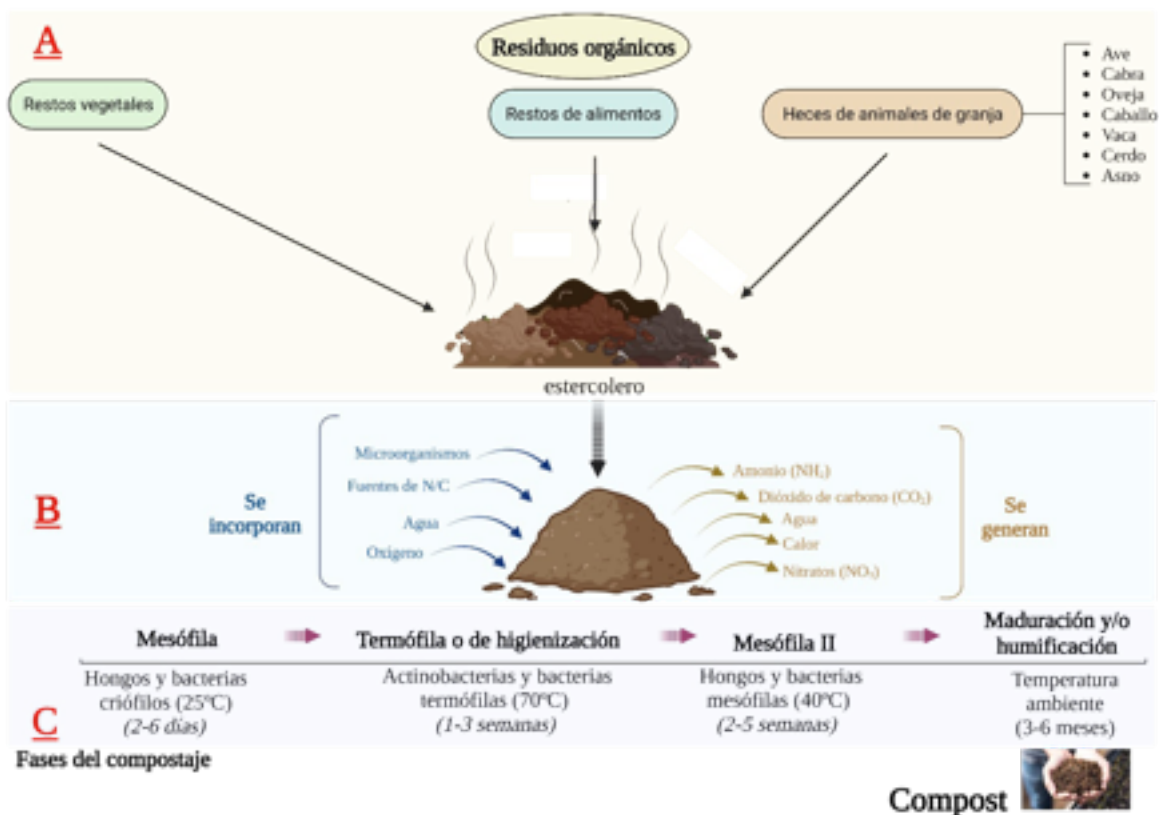 A
Residuos orgánicos
Restos vegetales
Restos de alimentos
Heces de animales de granja
• Ave
• Cabra
• Oveja
• Caballo
• Vaca
• Cerdo
• Asno
estercolero
B
Se
incorporan
Microorganismos
Fuentes de N/C
Agua
Oxígeno
Amonio (NH₄)
Dióxido de carbono (CO₂)
Agua
Calor
Nitratos (NO₃)
Se
generan
Mesófila
Termófila o de higienización
Mesófila II
Maduración y/o
humificación
Hongos y bacterias
criófilos (25ºC)
(2-6 días)
Actinobacterias y bacterias
termófilas (70ºC)
(1-3 semanas)
Hongos y bacterias
mesófilas (40ºC)
(2-5 semanas)
Temperatura
ambiente
(3-6 meses)
C
Fases del compostaje
Compost